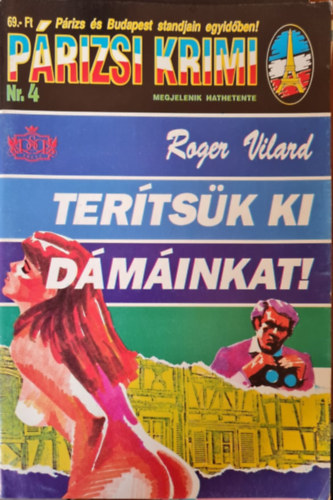 69.- Ft Párizs és Budapest standjain egyidőben!
PÁRIZSI KRIMI
Nr. 4
MEGJELENIK HATHETENTE
Roger Vilard
TERÍTSÜK KI
DÁMÁINKAT!